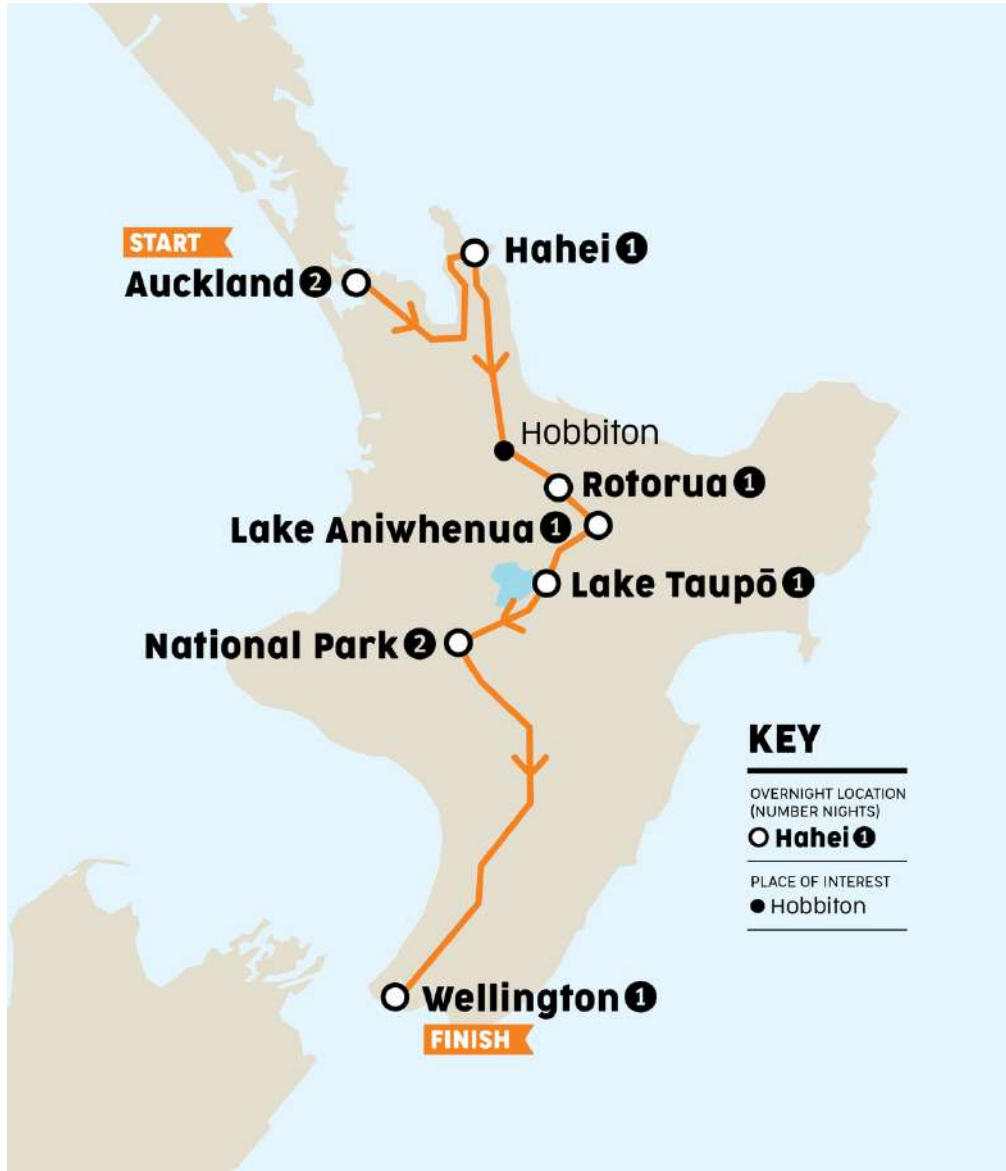 START
Auckland 2
Hahei 1
Hobbiton
Rotorua 1
Lake Aniwhenua 1
Lake Taupō 1
National Park 2
KEY
OVERNIGHT LOCATION
(NUMBER NIGHTS)
Hahei 1
PLACE OF INTEREST
Hobbiton
Wellington 1
FINISH